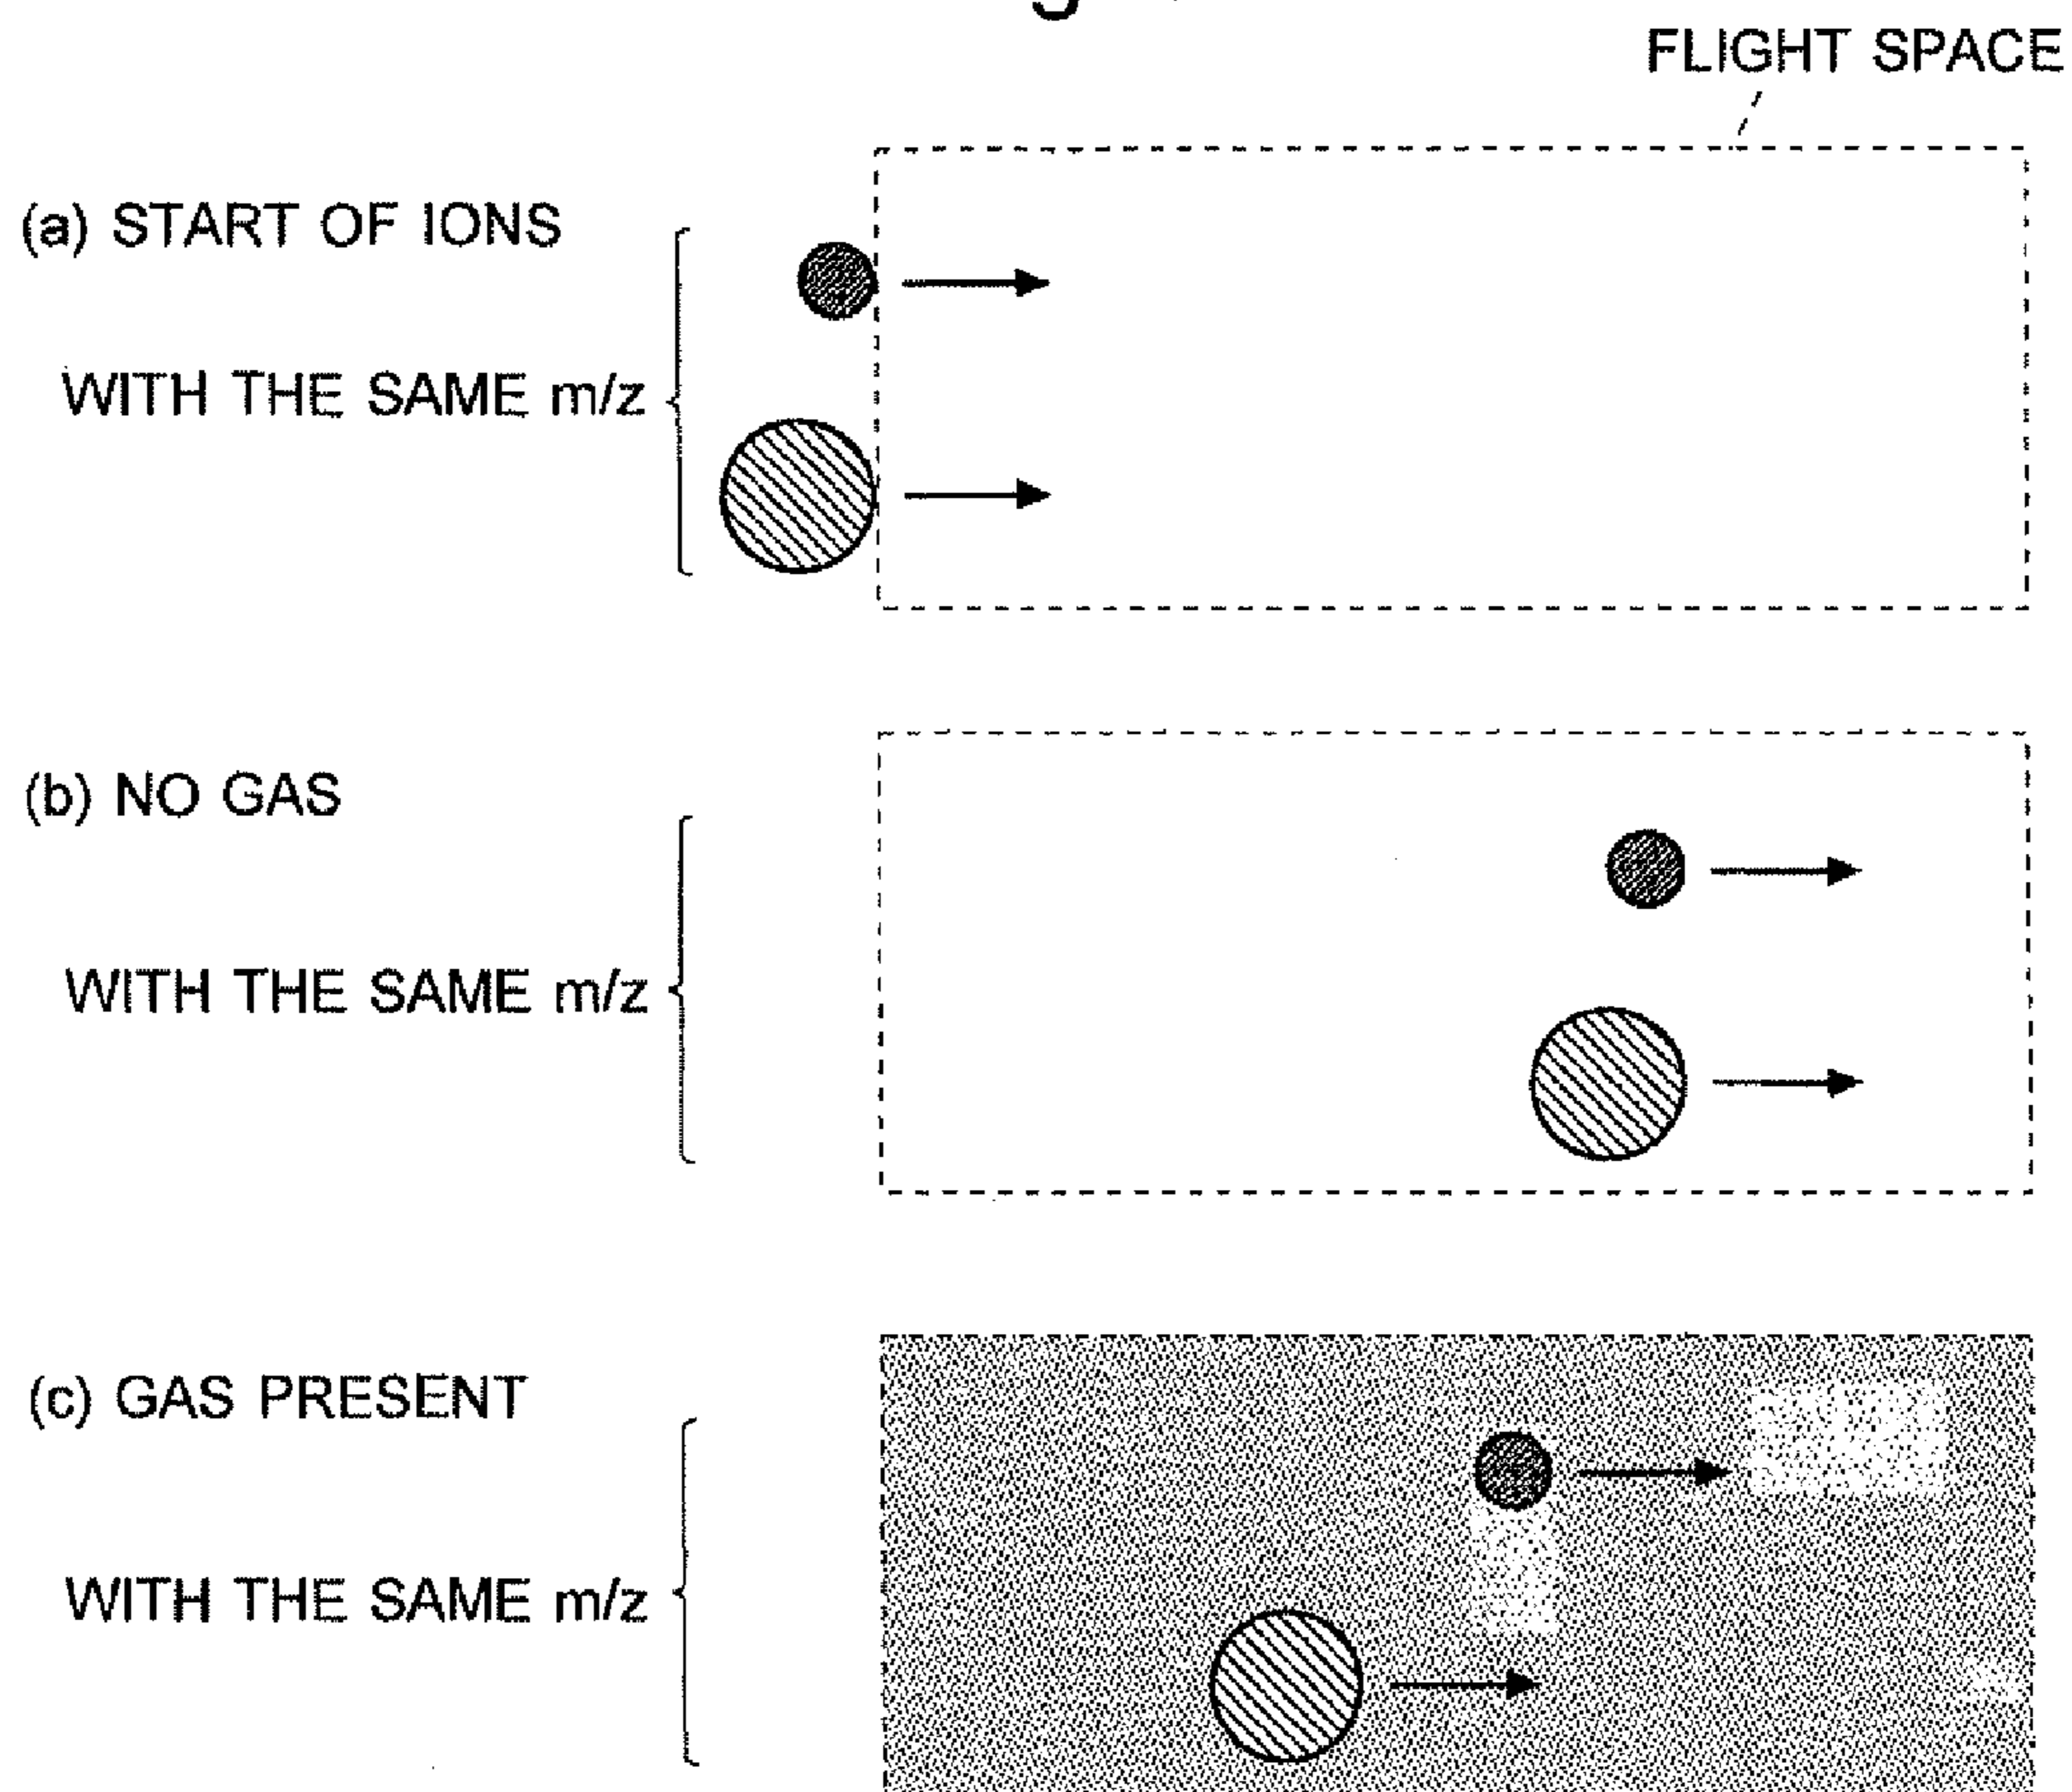 FLIGHT SPACE
(a) START OF IONS
WITH THE SAME m/z
(b) NO GAS
WITH THE SAME m/z
(c) GAS PRESENT
WITH THE SAME m/z